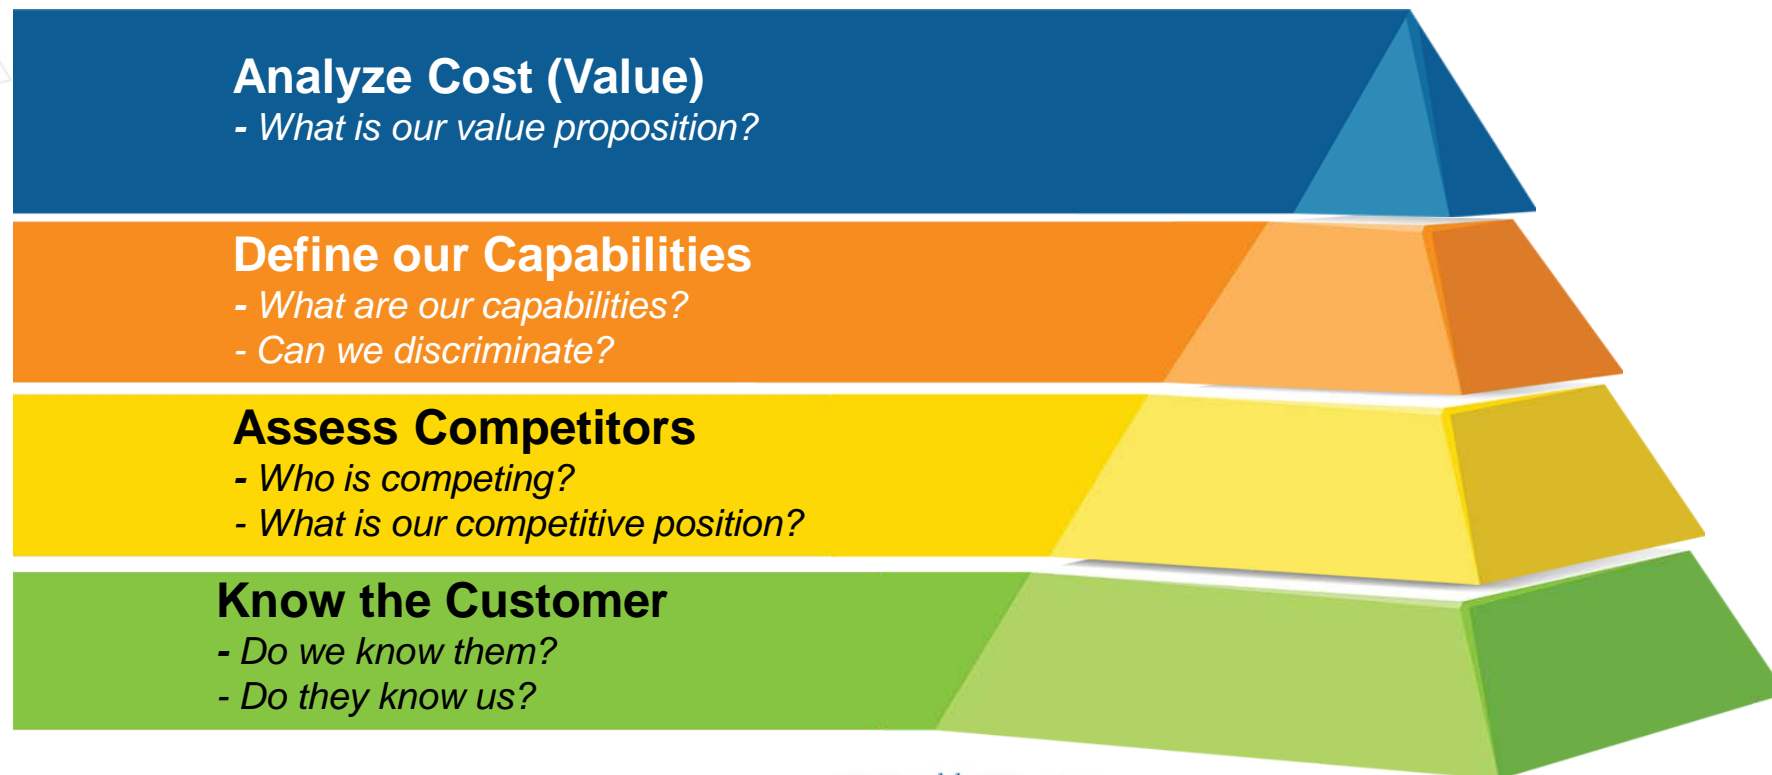 Analyze Cost (Value)
- What is our value proposition?
Define our Capabilities
- What are our capabilities?
- Can we discriminate?
Assess Competitors
- Who is competing?
- What is our competitive position?
Know the Customer
- Do we know them?
- Do they know us?